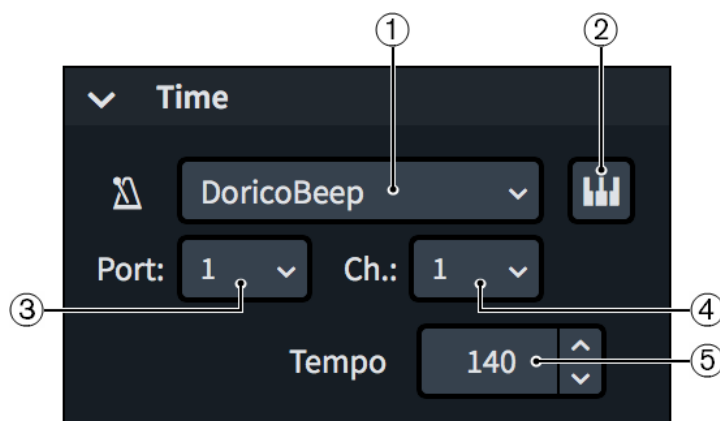 ① ②
Time
DoricoBeep
Port: 1 Ch.: 1
③ ④
Tempo 140 ⑤